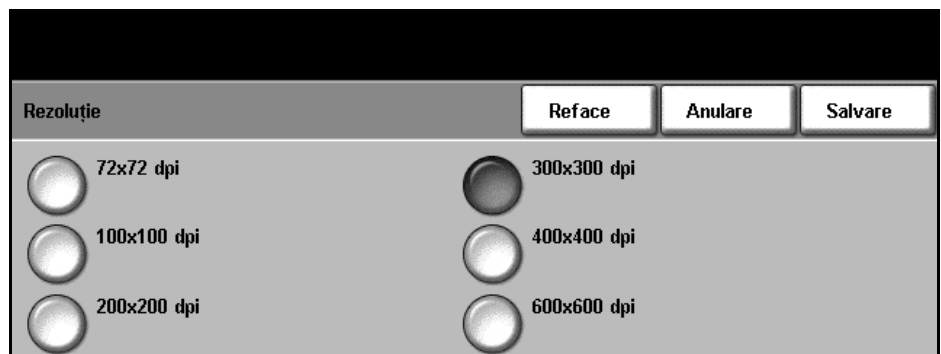 Rezoluție Reface Anulare Salvare
72x72 dpi 300x300 dpi
100x100 dpi 400x400 dpi
200x200 dpi 600x600 dpi